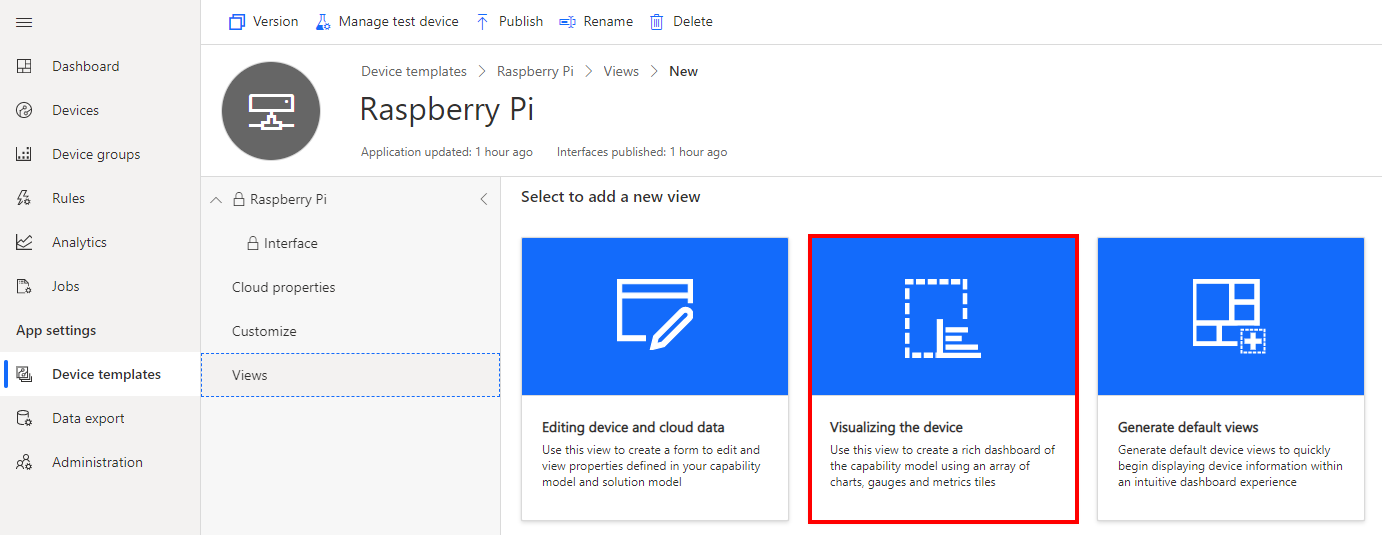 Version Manage test device Publish Rename Delete
Dashboard
Devices
Device groups
Rules
Analytics
Jobs
App settings
Device templates
Data export
Administration
Device templates > Raspberry Pi > Views > New
Raspberry Pi
Application updated: 1 hour ago Interfaces published: 1 hour ago
Raspberry Pi
Interface
Cloud properties
Customize
Views
Select to add a new view
Editing device and cloud data
Use this view to create a form to edit and
view properties defined in your capability
model and solution model
Visualizing the device
Use this view to create a rich dashboard of
the capability model using an array of
charts, gauges and metrics tiles
Generate default views
Generate default device views to quickly
begin displaying device information within
an intuitive dashboard experience